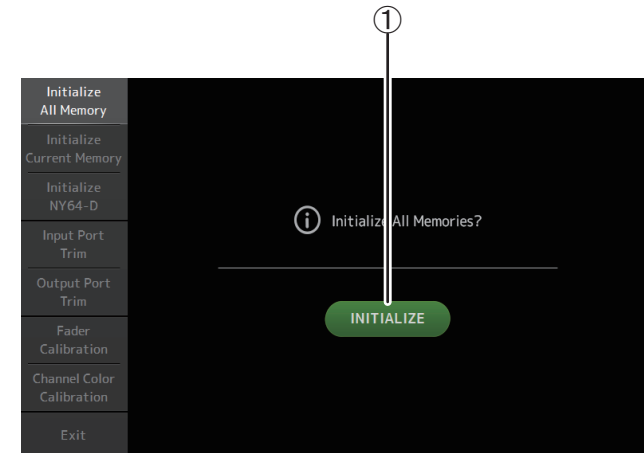 ①
Initialize
All Memory
Initialize
Current Memory
Initialize
NY64-D
Input Port
Trim
Output Port
Trim
Fader
Calibration
Channel Color
Calibration
Exit
Initialize All Memories?
INITIALIZE